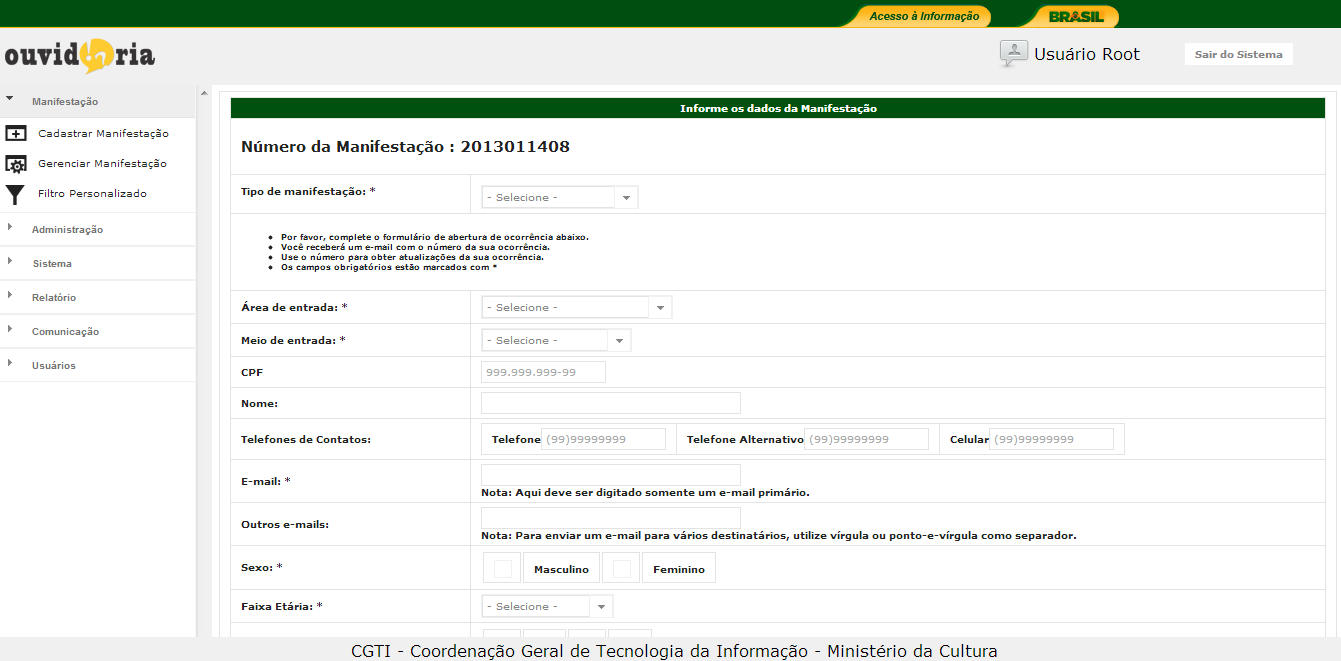 Acesso à Informação
BRASIL
ouvidoria
Usuário Root
Sair do Sistema
Manifestação
Cadastrar Manifestação
Gerenciar Manifestação
Filtro Personalizado
Administração
Sistema
Relatório
Comunicação
Usuários
Informe os dados da Manifestação
Número da Manifestação : 2013011408
Tipo de manifestação: *
- Selecione -
Por favor, complete o formulário de abertura de ocorrência abaixo.
Você receberá um e-mail com o número da sua ocorrência.
Use o número para obter atualizações da sua ocorrência.
Os campos obrigatórios estão marcados com *
Área de entrada: *
- Selecione -
Meio de entrada: *
- Selecione -
CPF
999.999.999-99
Nome:
Telefones de Contatos:
Telefone (99)99999999
Telefone Alternativo (99)99999999
Celular (99)99999999
E-mail: *
Nota: Aqui deve ser digitado somente um e-mail primário.
Outros e-mails:
Nota: Para enviar um e-mail para vários destinatários, utilize vírgula ou ponto-e-vírgula como separador.
Sexo: *
Masculino
Feminino
Faixa Etária: *
- Selecione -
CGTI - Coordenação Geral de Tecnologia da Informação - Ministério da Cultura